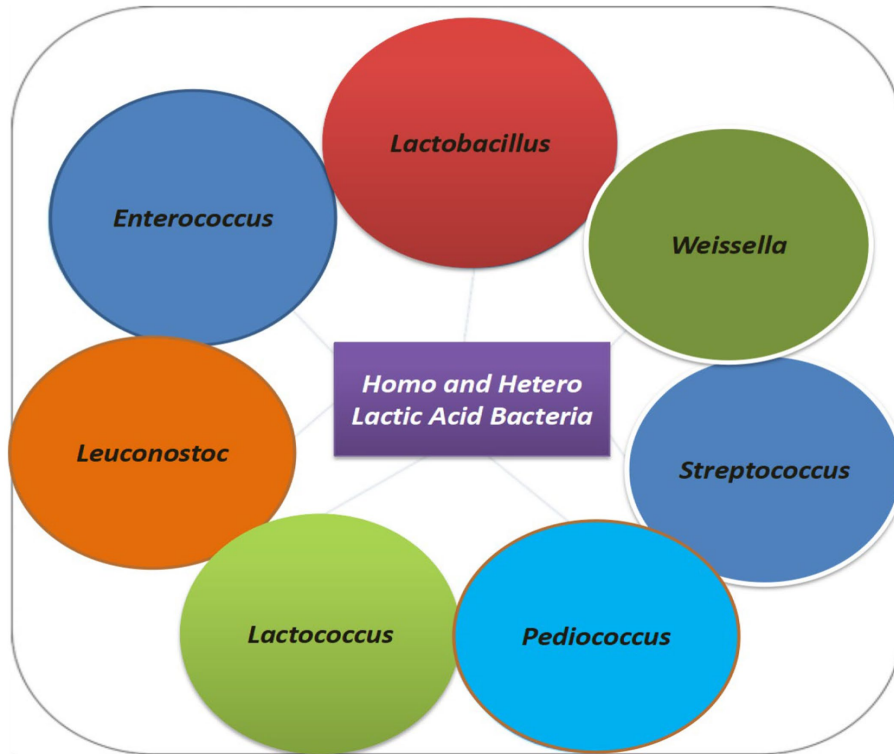 Lactobacillus
Enterococcus
Weissella
Homo and Hetero
Lactic Acid Bacteria
Leuconostoc
Streptococcus
Lactococcus
Pediococcus